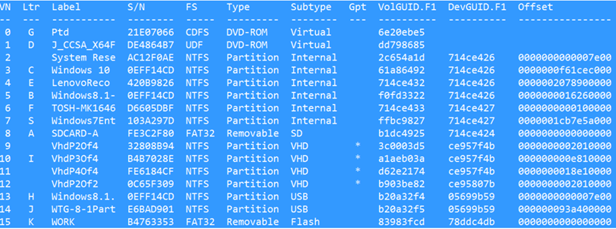 VN  Ltr  Label         S/N       FS     Type       Subtype   Gpt  VolGUID.F1  DevGUID.F1  Offset
--  ---  -----------   --------  -----  ---------  --------  ---  ----------  ----------  ----------------
0   G    Ptd           21E07066  CDFS   DVD-ROM    Virtual        6e20ebe5
1   D    J_CCSA_X64F   DE4864B7  UDF    DVD-ROM    Virtual        dd798685
2        System Rese   AC12F0AE  NTFS   Partition  Internal       2c654a1d    714ce426    0000000000007e00
3   C    Windows 10    0EFF14CD  NTFS   Partition  Internal       61a86492    714ce426    0000000f61cec000
4   E    LenovoReco    420B9826  NTFS   Partition  Internal       714ce432    714ce426    0000002078900000
5   B    Windows8.1-   0EFF14CD  NTFS   Partition  Internal       f0fd3322    714ce426    0000000016260000
6   F    TOSH-MK1646   D6605DBF  NTFS   Partition  Internal       714ce433    714ce427    0000000000100000
7   S    Windows7Ent   103A297D  NTFS   Partition  Internal       ffbc9827    714ce427    0000001cb7e5a000
8   A    SDCARD-A      FE3C2F80  FAT32  Removable  SD             b1dc4925    714ce424    0000000000000000
9        VhdP2Of4      32808B94  NTFS   Partition  VHD       *    3c0003d5    ce957f4b    0000000002010000
10  I    VhdP3Of4      B4B7028E  NTFS   Partition  VHD       *    a1aeb03a    ce957f4b    000000000e810000
11       VhdP4Of4      FE6184CF  NTFS   Partition  VHD       *    d62e2174    ce957f4b    0000000018e10000
12       VhdP2Of2      0C65F309  NTFS   Partition  VHD       *    b903be82    ce95807b    0000000002010000
13  H    Windows8.1.   0EFF14CD  NTFS   Partition  USB            b20a32f4    05699b59    0000000000007e00
14  J    WTG-8-1Part   E6BAD901  NTFS   Partition  USB            b20a32f5    05699b59    000000093a400000
15  K    WORK          B4763353  FAT32  Removable  Flash          83983fcd    78ddc4db    0000000000000000